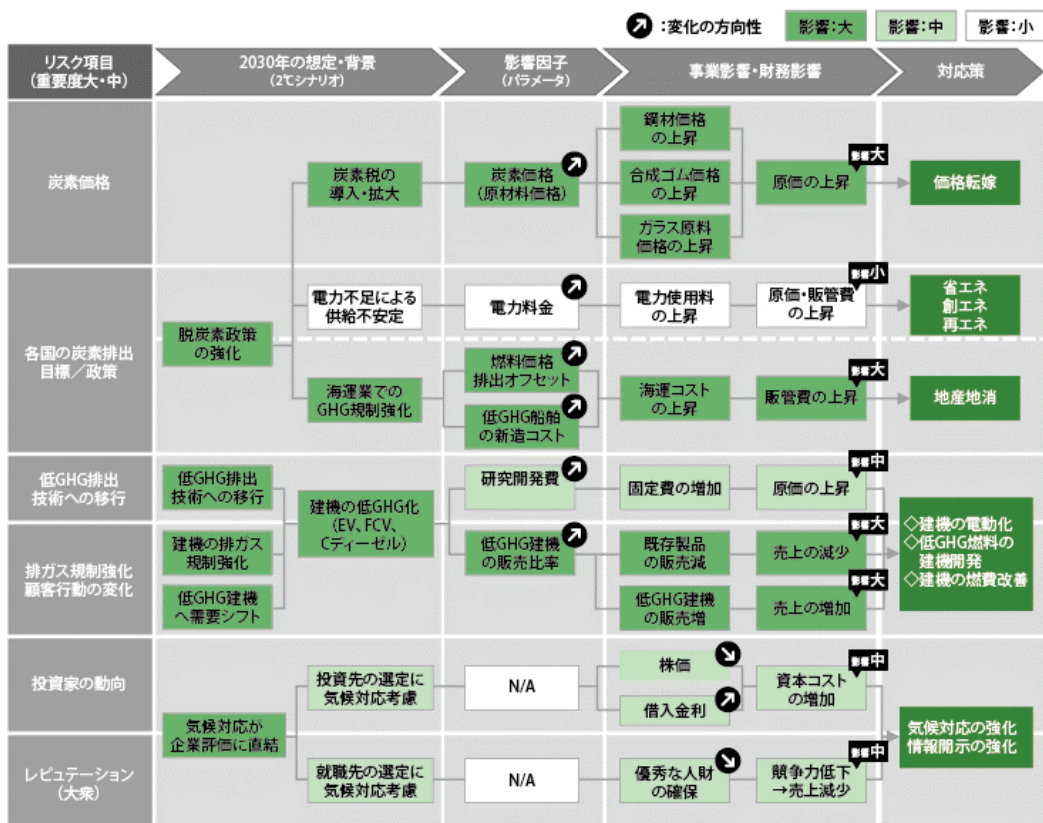 :変化の方向性
影響:大
影響:中
影響:小
リスク項目
(重要度大・中)
2030年の想定・背景
(2℃シナリオ)
影響因子
(パラメータ)
事業影響・財務影響
対応策
炭素価格
炭素税の
導入・拡大
炭素価格
(原材料価格)
鋼材価格
の上昇
合成ゴム価格
の上昇
ガラス原料
価格の上昇
影響大
原価の上昇
価格転嫁
各国の炭素排出
目標／政策
脱炭素政策
の強化
電力不足による
供給不安定
電力料金
電力使用料
の上昇
影響小
原価・販管費
の上昇
省エネ
創エネ
再エネ
海運業での
GHG規制強化
燃料価格
排出オフセット
低GHG船舶
の新造コスト
海運コスト
の上昇
影響大
販管費の上昇
地産地消
低GHG排出
技術への移行
低GHG排出
技術への移行
建機の低GHG化
(EV、FCV、
Cディーゼル)
研究開発費
固定費の増加
影響中
原価の上昇
排ガス規制強化
顧客行動の変化
建機の排ガス
規制強化
低GHG建機
へ需要シフト
低GHG建機
の販売比率
既存製品
の販売減
影響大
売上の減少
低GHG建機
の販売増
影響大
売上の増加
◇建機の電動化
◇低GHG燃料の
建機開発
◇建機の燃費改善
投資家の動向
気候対応が
企業評価に直結
投資先の選定に
気候対応考慮
N/A
株価
借入金利
影響中
資本コスト
の増加
気候対応の強化
情報開示の強化
レピュテーション
(大衆)
就職先の選定に
気候対応考慮
N/A
優秀な人財
の確保
影響中
競争力低下
→売上減少